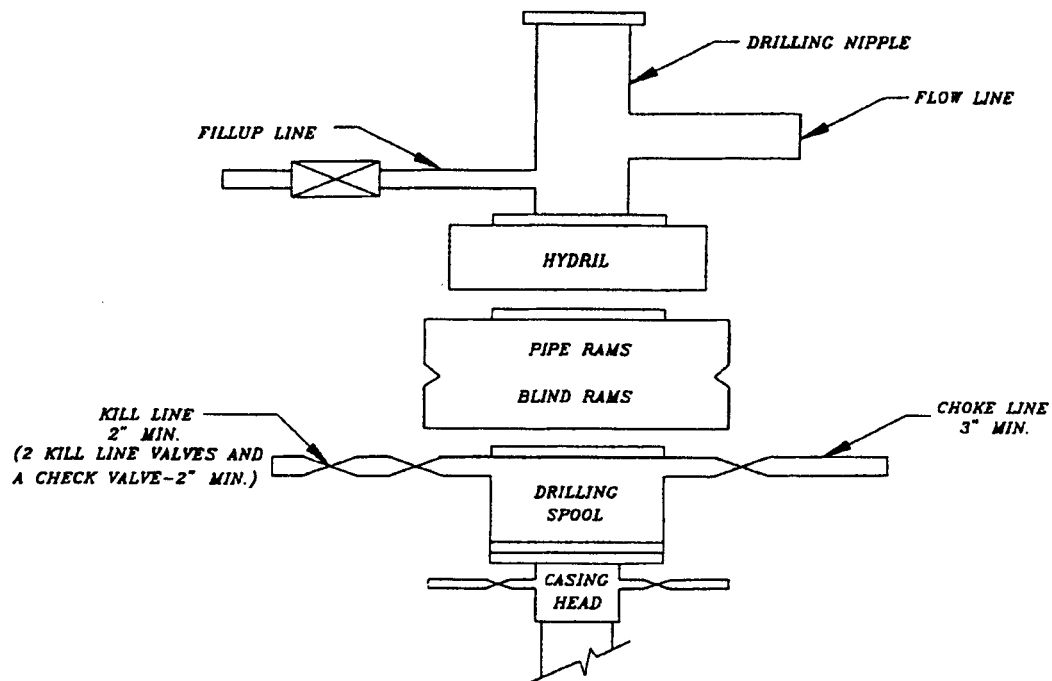 DRILLING NIPPLE
FLOW LINE
FILLUP LINE
HYDRIL
PIPE RAMS
BLIND RAMS
KILL LINE
2" MIN.
(2 KILL LINE VALVES AND
A CHECK VALVE-2" MIN.)
CHOKE LINE
3" MIN.
DRILLING
SPOOL
CASING
HEAD